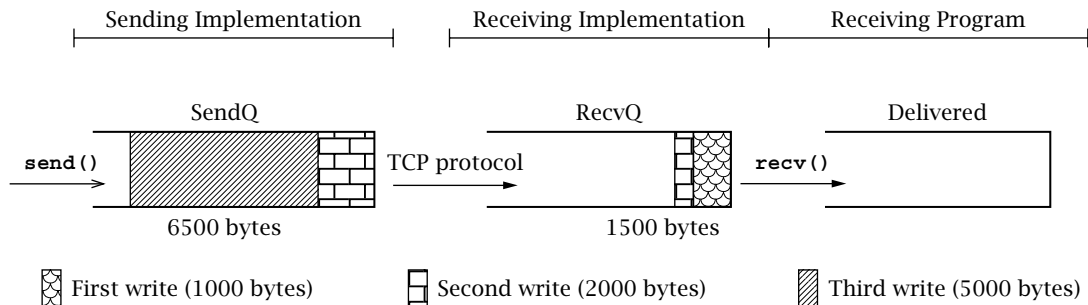 Sending Implementation Receiving Implementation Receiving Program
SendQ RecvQ Delivered
send() TCP protocol recv()
6500 bytes 1500 bytes
First write (1000 bytes) Second write (2000 bytes) Third write (5000 bytes)